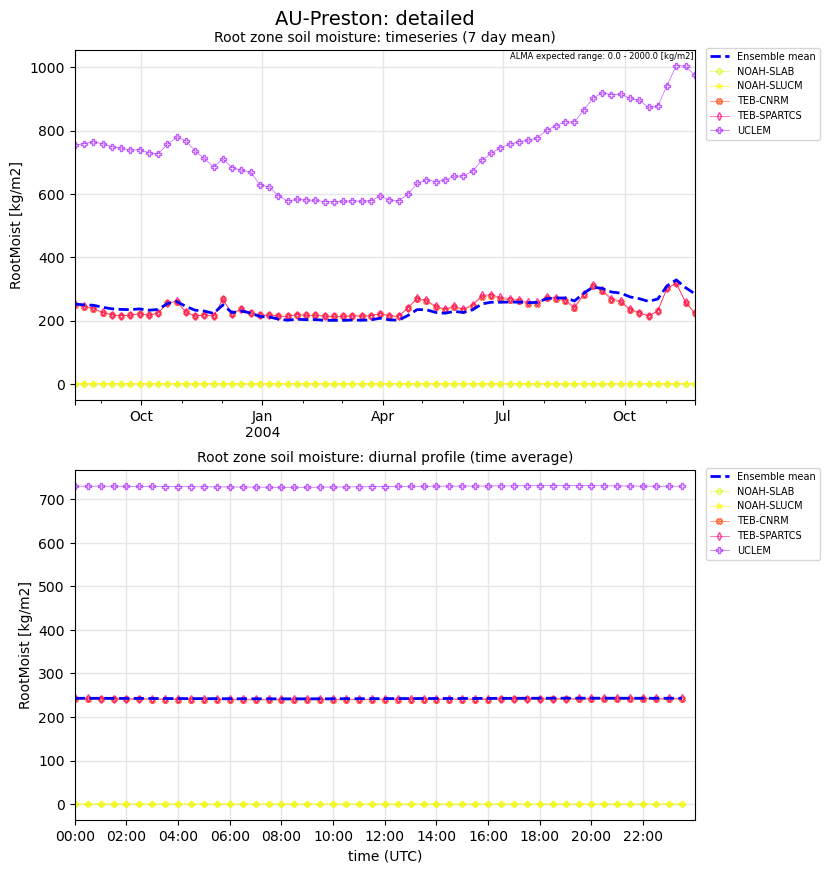 AU-Preston: detailed
Root zone soil moisture: timeseries (7 day mean)
ALMA expected range: 0.0 - 2000.0 [kg/m2]
RootMoist [kg/m2]
1000
800
600
400
200
0
Oct
Jan
2004
Apr
Jul
Oct
Ensemble mean
NOAH-SLAB
NOAH-SLUCM
TEB-CNRM
TEB-SPARTCS
UCLEM
Root zone soil moisture: diurnal profile (time average)
RootMoist [kg/m2]
700
600
500
400
300
200
100
0
00:00 02:00 04:00 06:00 08:00 10:00 12:00 14:00 16:00 18:00 20:00 22:00
time (UTC)
Ensemble mean
NOAH-SLAB
NOAH-SLUCM
TEB-CNRM
TEB-SPARTCS
UCLEM